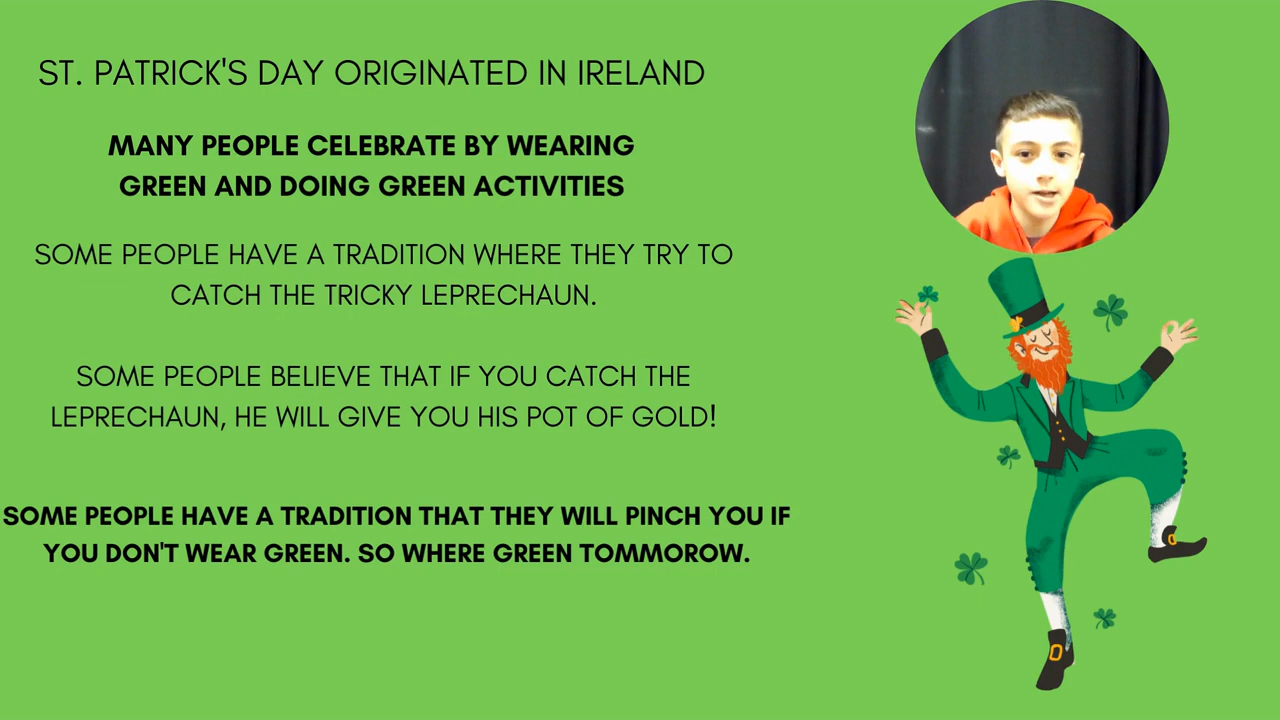 ST. PATRICK'S DAY ORIGINATED IN IRELAND
MANY PEOPLE CELEBRATE BY WEARING
GREEN AND DOING GREEN ACTIVITIES
SOME PEOPLE HAVE A TRADITION WHERE THEY TRY TO
CATCH THE TRICKY LEPRECHAUN.
SOME PEOPLE BELIEVE THAT IF YOU CATCH THE
LEPRECHAUN, HE WILL GIVE YOU HIS POT OF GOLD!
SOME PEOPLE HAVE A TRADITION THAT THEY WILL PINCH YOU IF
YOU DON'T WEAR GREEN. SO WHERE GREEN TOMMOROW.